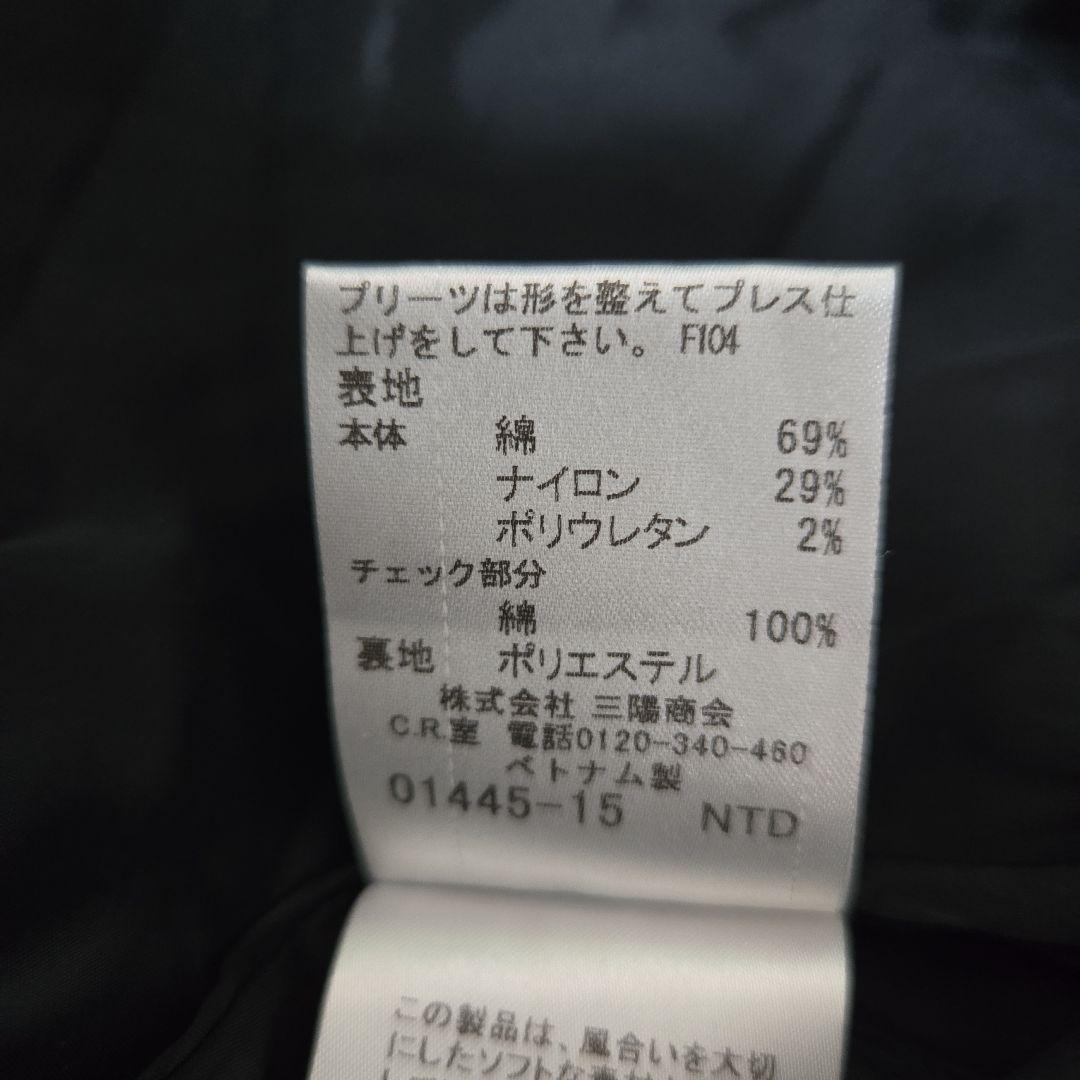 プリーツは形を整えてプレス仕
上げをして下さい。 F104
表地
本体 綿 69%
ナイロン 29%
ポリウレタン 2%
チェック部分
綿 100%
裏地 ポリエステル
株式会社 三陽商会
C.R.室 電話0120-340-460
ベトナム製
01445-15 NTD
この製品は、風合いを大切
にしたソフトな素材